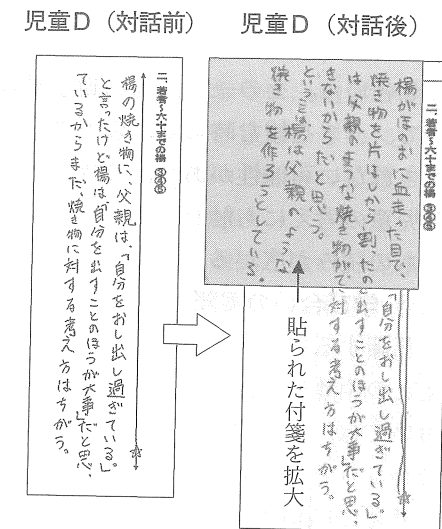 児童D（対話前）
二、若者～六十までの楊 ③④⑤
楊の焼き物に、父親は、「自分をおし出し過ぎている。」
と言ったけど楊は、「自分を出すことのほうが大事」だと思っ
ているからまだ、焼き物に対する考え方はちがう。
児童D（対話後）
二、若者～六十までの楊 ③④⑤
「自分をおし出し過ぎている。」
出すことのほうが大事」だと思
対する考え方はちがう。
楊がほのおに血走った目で、
焼き物を片はしから割ったの
は父親のような焼き物がで
きないからだと思う。
ということは、楊は父親のような
焼き物を作ろうとしている。
貼られた付箋を拡大